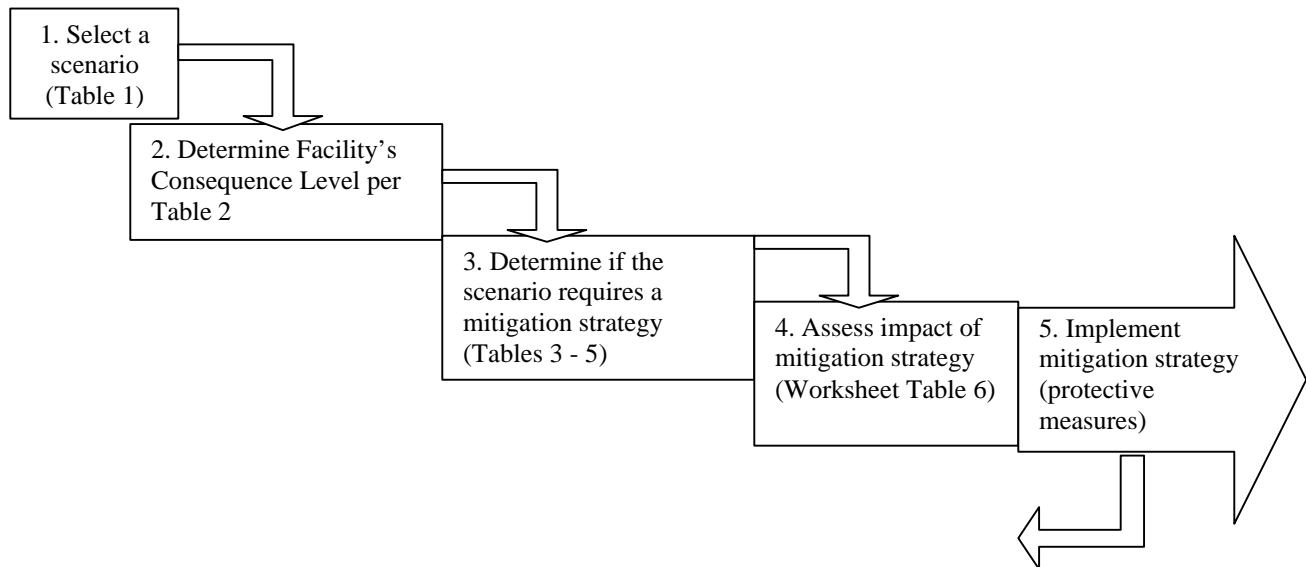 1. Select a
scenario
(Table 1)
2. Determine Facility’s
Consequence Level per
Table 2
3. Determine if the
scenario requires a
mitigation strategy
(Tables 3 - 5)
4. Assess impact of
mitigation strategy
(Worksheet Table 6)
5. Implement
mitigation strategy
(protective
measures)